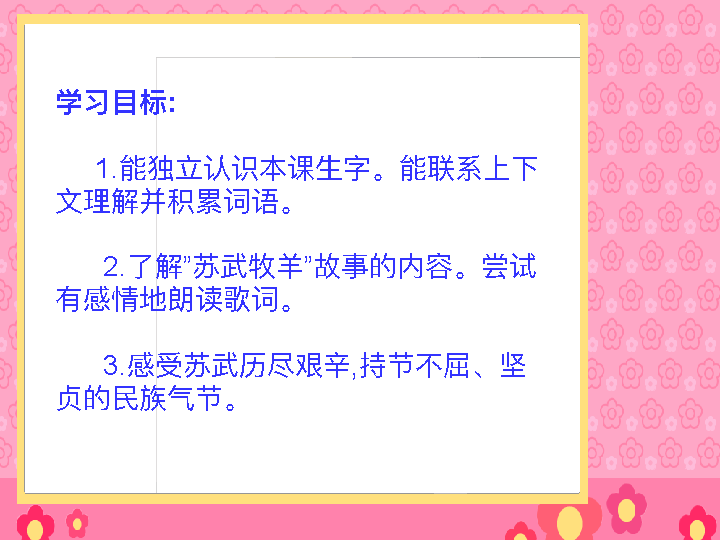 学习目标:
1.能独立认识本课生字。能联系上下
文理解并积累词语。
2.了解”苏武牧羊”故事的内容。尝试
有感情地朗读歌词。
3.感受苏武历尽艰辛,持节不屈、坚
贞的民族气节。